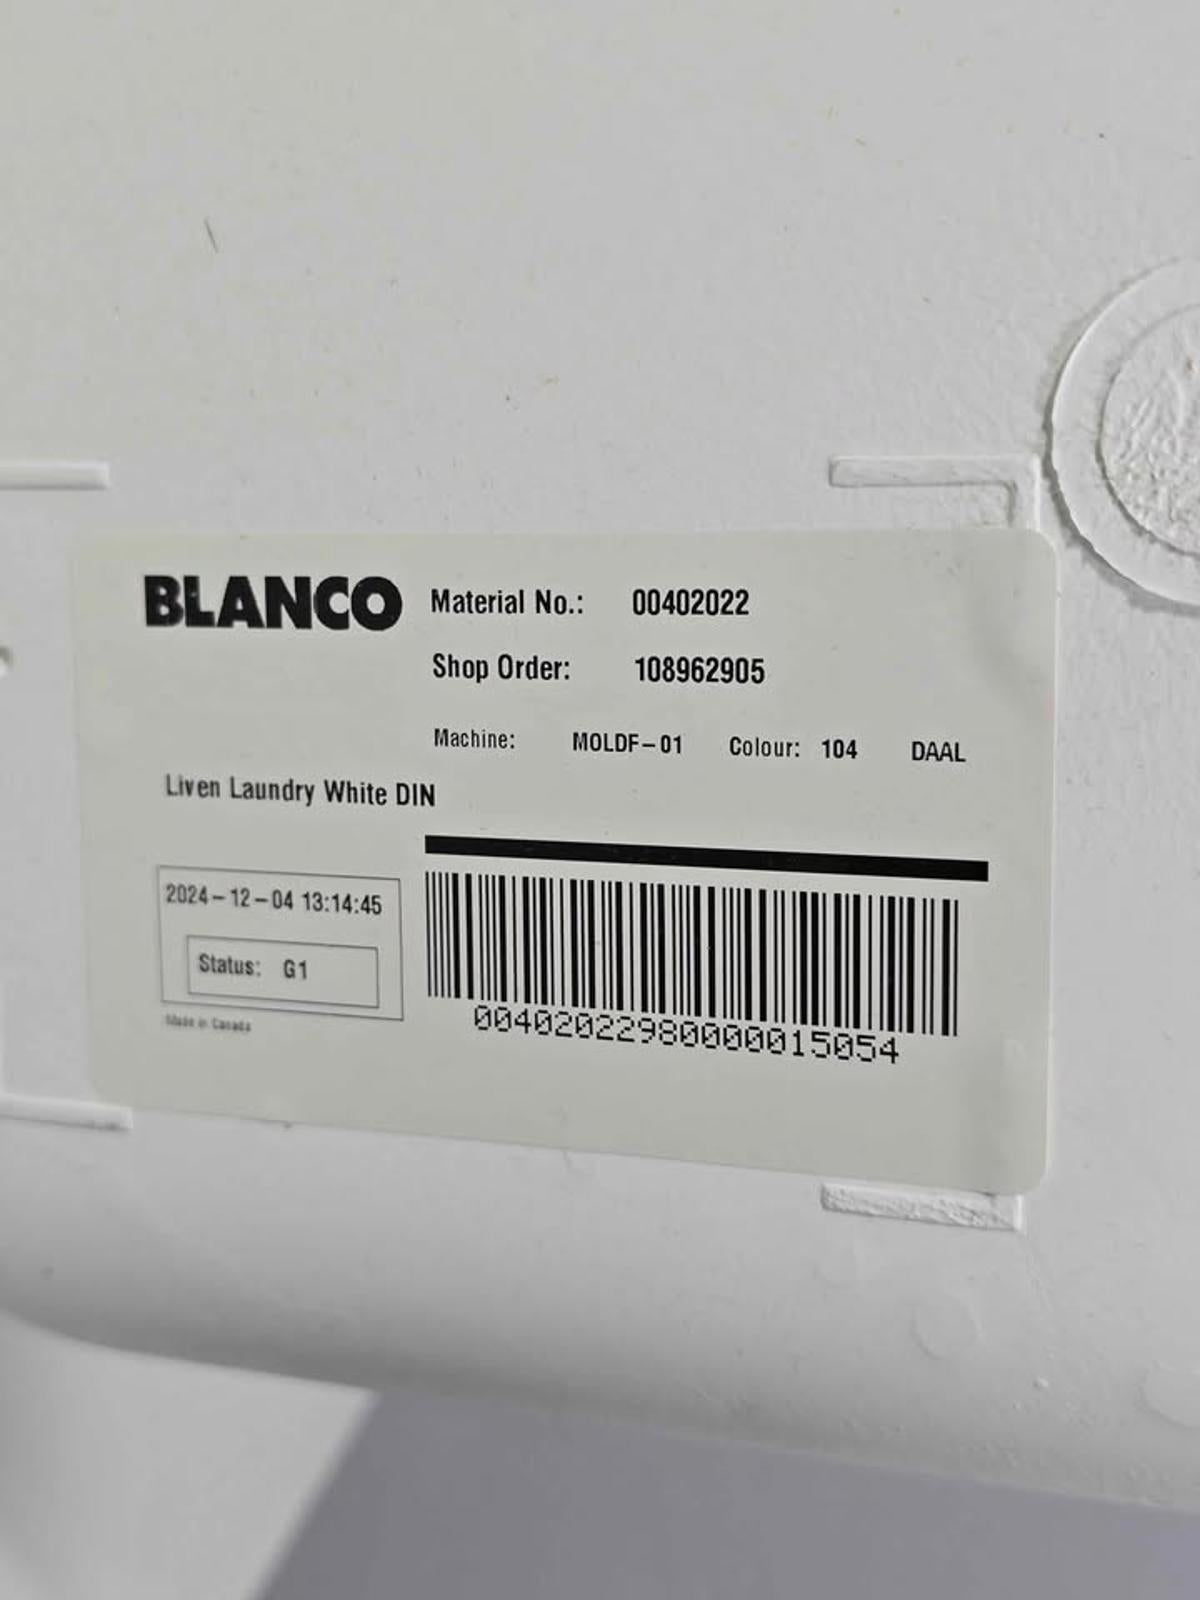 BLANCO
Material No.: 00402022
Shop Order: 108962905
Machine: MOLDF-01 Colour: 104 DAAL
Liven Laundry White DIN
2024-12-04 13:14:45
Status: G1
Made in Canada
00402022980000015054